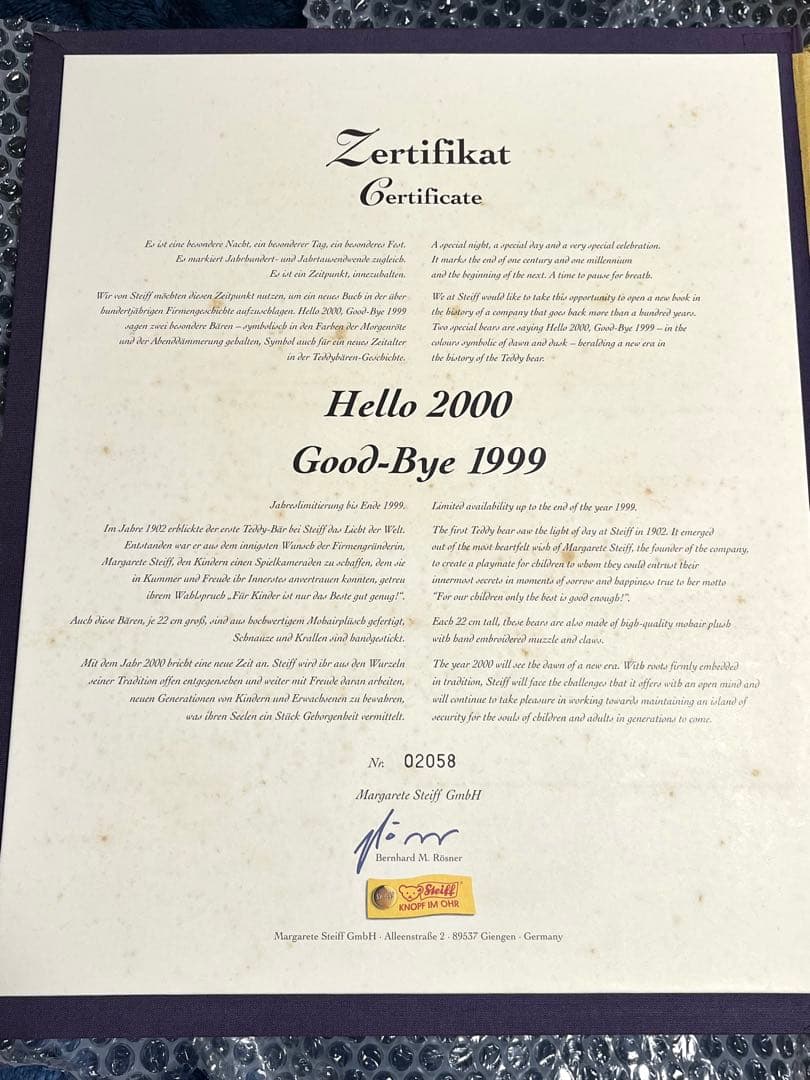 Zertifikat
Certificate
Es ist eine besondere Nacht, ein besonderer Tag, ein besonderes Fest.
Es markiert Jahrhundert- und Jahrtausendwende zugleich.
Es ist ein Zeitpunkt, innezuhalten.
Wir von Steiff möchten diesen Zeitpunkt nutzen, um ein neues Buch in der über
hundertjährigen Firmengeschichte aufzuschlagen. Hello 2000, Good-Bye 1999
sagen zwei besondere Bären – symbolisch in den Farben der Morgenröte
und der Abenddämmerung gehalten, Symbol auch für ein neues Zeitalter
in der Teddybären-Geschichte.
A special night, a special day and a very special celebration.
It marks the end of one century and one millennium
and the beginning of the next. A time to pause for breath.
We at Steiff would like to take this opportunity to open a new book in
the history of a company that goes back more than a hundred years.
Two special bears are saying Hello 2000, Good-Bye 1999 – in the
colours symbolic of dawn and dusk – heralding a new era in
the history of the Teddy bear.
Hello 2000
Good-Bye 1999
Jahreslimitierung bis Ende 1999.
Im Jahre 1902 erblickte der erste Teddy-Bär bei Steiff das Licht der Welt.
Entstanden war er aus dem innigsten Wunsch der Firmengründerin,
Margarete Steiff, den Kindern einen Spielkameraden zu schaffen, dem sie
in Kummer und Freude ihr Innerstes anvertrauen konnten, getreu
ihrem Wahlspruch „Für Kinder ist nur das Beste gut genug!“.
Auch diese Bären, je 22 cm groß, sind aus hochwertigem Mohairplüsch gefertigt,
Schnauze und Krallen sind handgestickt.
Mit dem Jahr 2000 bricht eine neue Zeit an. Steiff wird ihr aus den Wurzeln
seiner Tradition offen entgegensehen und weiter mit Freude daran arbeiten,
neuen Generationen von Kindern und Erwachsenen zu bewahren,
was ihren Seelen ein Stück Geborgenheit vermittelt.
Limited availability up to the end of the year 1999.
The first Teddy bear saw the light of day at Steiff in 1902. It emerged
out of the most heartfelt wish of Margarete Steiff, the founder of the company,
to create a playmate for children to whom they could entrust their
innermost secrets in moments of sorrow and happiness true to her motto
"For our children only the best is good enough!".
Each 22 cm tall, these bears are also made of high-quality mohair plush
with hand embroidered muzzle and claws.
The year 2000 will see the dawn of a new era. With roots firmly embedded
in tradition, Steiff will face the challenges that it offers with an open mind and
will continue to take pleasure in working towards maintaining an island of
security for the souls of children and adults in generations to come.
Nr. 02058
Margarete Steiff GmbH
Bernhard M. Rösner
Steiff
KNOPF IM OHR
Margarete Steiff GmbH · Alleenstraße 2 · 89537 Giengen · Germany